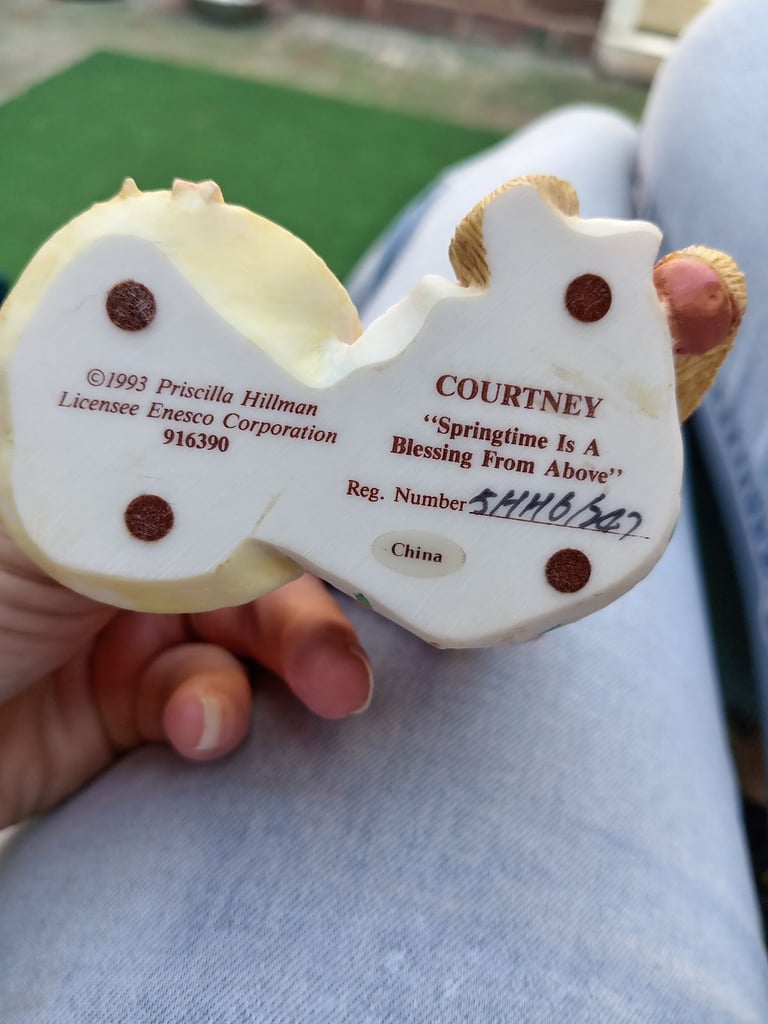 ©1993 Priscilla Hillman
Licensee Enesco Corporation
916390
COURTNEY
“Springtime Is A
Blessing From Above”
Reg. Number
China